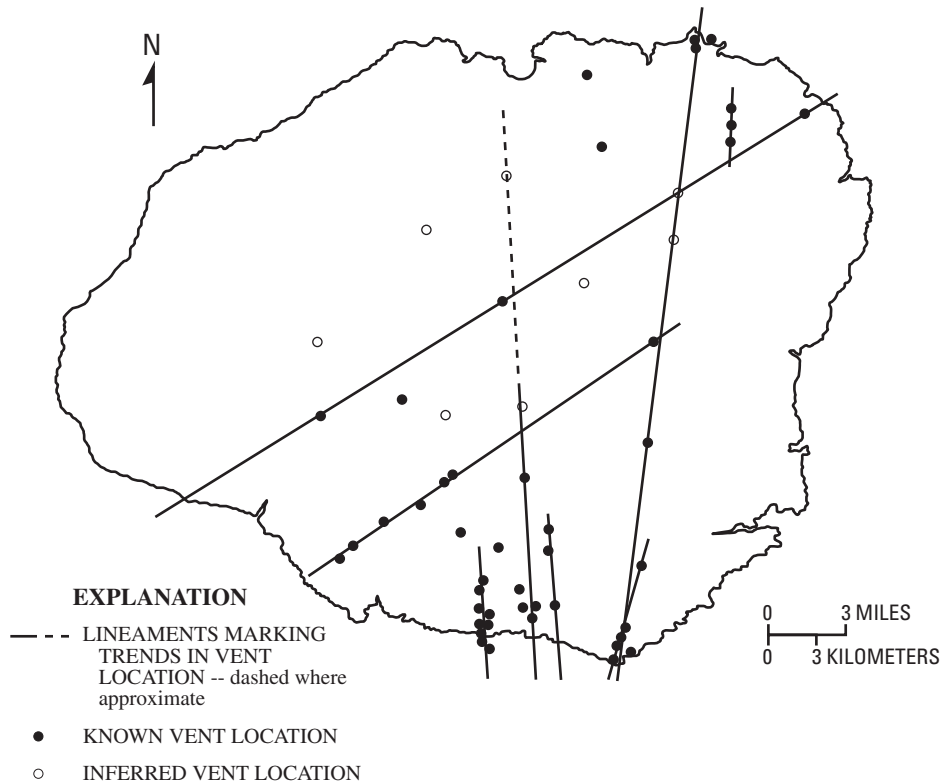 N
EXPLANATION
LINEAMENTS MARKING
TRENDS IN VENT
LOCATION -- dashed where
approximate
KNOWN VENT LOCATION
INFERRED VENT LOCATION
0 3 MILES
0 3 KILOMETERS